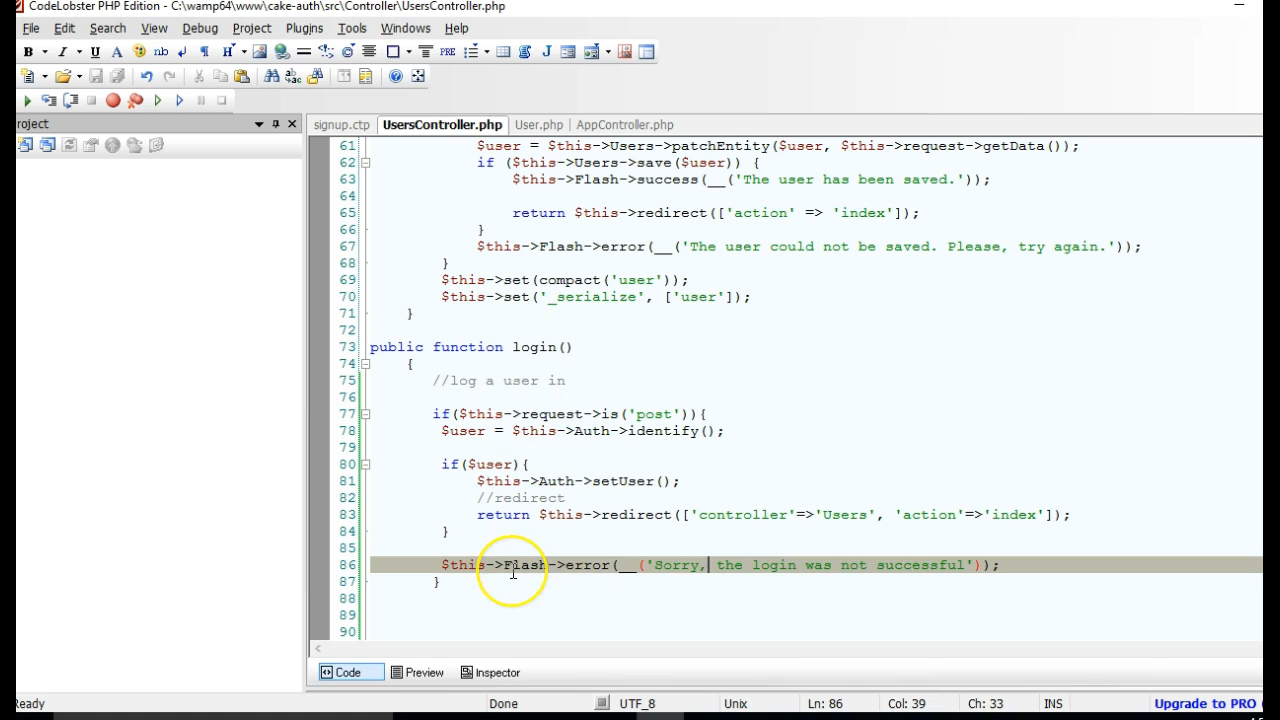 CodeLobster PHP Edition - C:\wamp64\www\cake-auth\src\Controller\UsersController.php
File Edit Search View Debug Project Plugins Tools Windows Help
B I U A nb H PRE J
roject
signup.ctp UsersController.php User.php AppController.php
61 $user = $this->Users->patchEntity($user, $this->request->getData());
62 if ($this->Users->save($user)) {
63 $this->Flash->success(__('The user has been saved.'));
64
65 return $this->redirect(['action' => 'index']);
66 }
67 $this->Flash->error(__('The user could not be saved. Please, try again.'));
68 }
69 $this->set(compact('user'));
70 $this->set('_serialize', ['user']);
71 }
72
73 public function login()
74 {
75 //log a user in
76
77 if($this->request->is('post')){
78 $user = $this->Auth->identify();
79
80 if($user){
81 $this->Auth->setUser();
82 //redirect
83 return $this->redirect(['controller'=>'Users', 'action'=>'index']);
84 }
85
86 $this->Flash->error(__('Sorry, the login was not successful'));
87 }
88
89
90
Code Preview Inspector
Ready Done UTF_8 Unix Ln: 86 Col: 39 Ch: 33 INS Upgrade to PRO